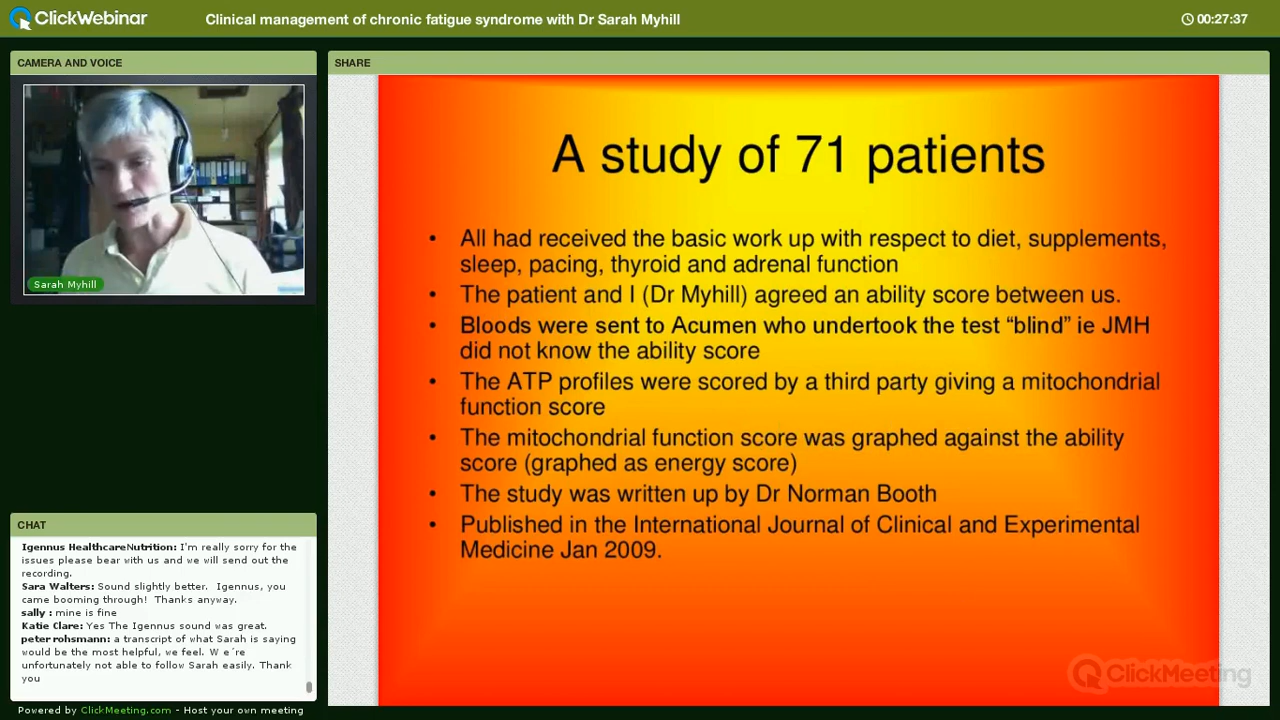 ClickWebinar
Clinical management of chronic fatigue syndrome with Dr Sarah Myhill
00:27:37
CAMERA AND VOICE
Sarah Myhill
SHARE
A study of 71 patients
• All had received the basic work up with respect to diet, supplements,
sleep, pacing, thyroid and adrenal function
• The patient and I (Dr Myhill) agreed an ability score between us.
• Bloods were sent to Acumen who undertook the test “blind” ie JMH
did not know the ability score
• The ATP profiles were scored by a third party giving a mitochondrial
function score
• The mitochondrial function score was graphed against the ability
score (graphed as energy score)
• The study was written up by Dr Norman Booth
• Published in the International Journal of Clinical and Experimental
Medicine Jan 2009.
ClickMeeting
CHAT
Igennus HealthcareNutrition: I'm really sorry for the
issues please bear with us and we will send out the
recording.
Sara Walters: Sound slightly better. Igennus, you
came booming through! Thanks anyway.
sally : mine is fine
Katie Clare: Yes The Igennus sound was great.
peter rohsmann: a transcript of what Sarah is saying
would be the most helpful, we feel. W e´re
unfortunately not able to follow Sarah easily. Thank
you
Powered by ClickMeeting.com - Host your own meeting